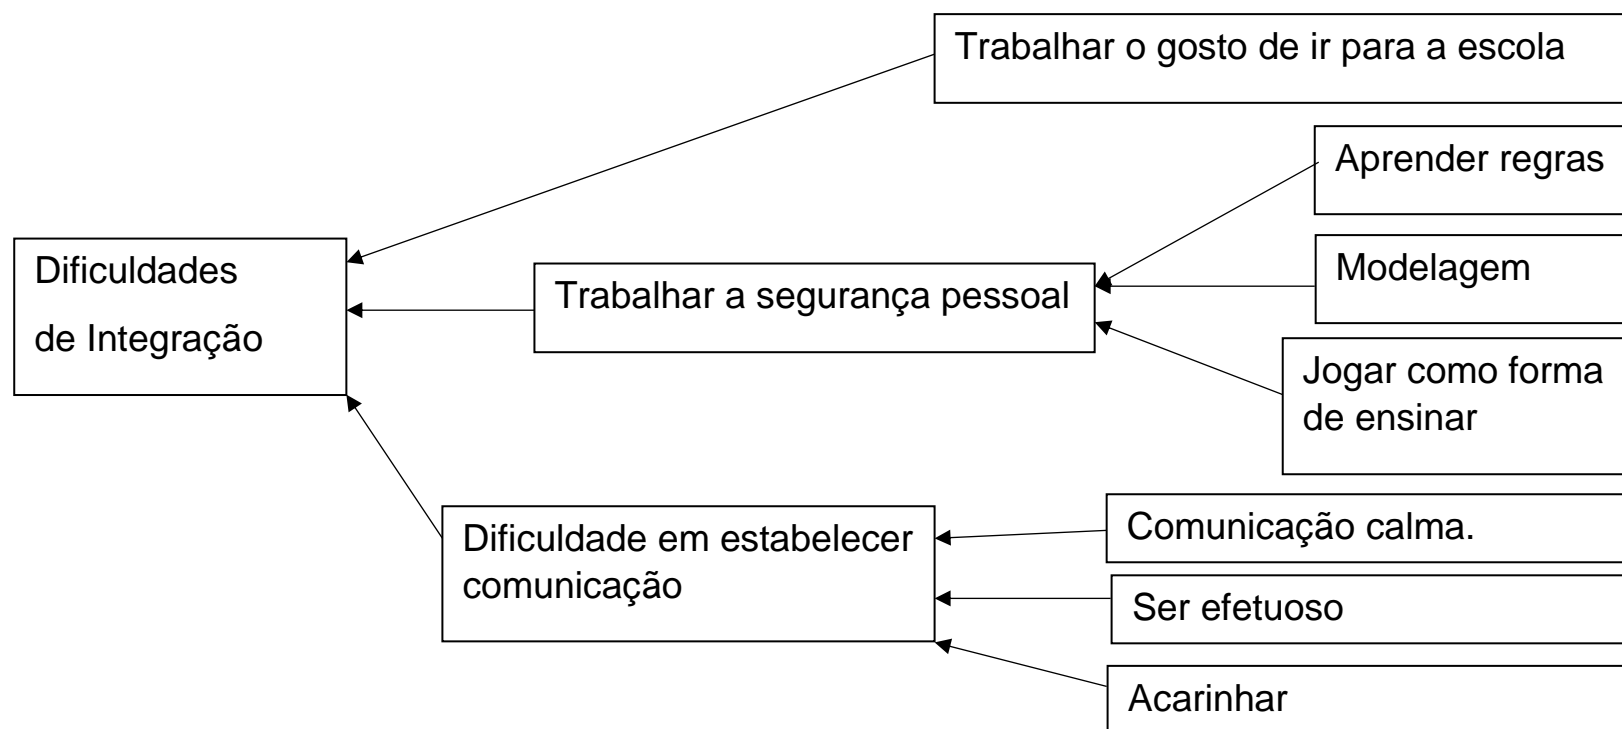 Trabalhar o gosto de ir para a escola
Aprender regras
Dificuldades
de Integração
Trabalhar a segurança pessoal
Modelagem
Jogar como forma
de ensinar
Dificuldade em estabelecer
comunicação
Comunicação calma.
Ser efetuoso
Acarinhar